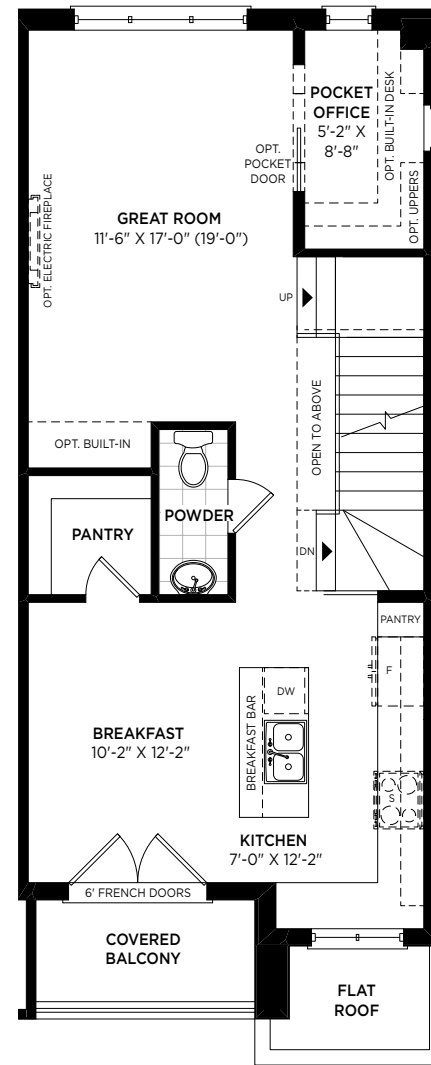 POCKET
OFFICE
5'-2" X
8'-8"
OPT. BUILT-IN DESK
OPT. UPPERS
OPT.
POCKET
DOOR
OPT. ELECTRIC FIREPLACE
GREAT ROOM
11'-6" X 17'-0" (19'-0")
UP
OPEN TO ABOVE
OPT. BUILT-IN
POWDER
PANTRY
DN
PANTRY
F
DW
BREAKFAST BAR
BREAKFAST
10'-2" X 12'-2"
S
KITCHEN
7'-0" X 12'-2"
6' FRENCH DOORS
COVERED
BALCONY
FLAT
ROOF